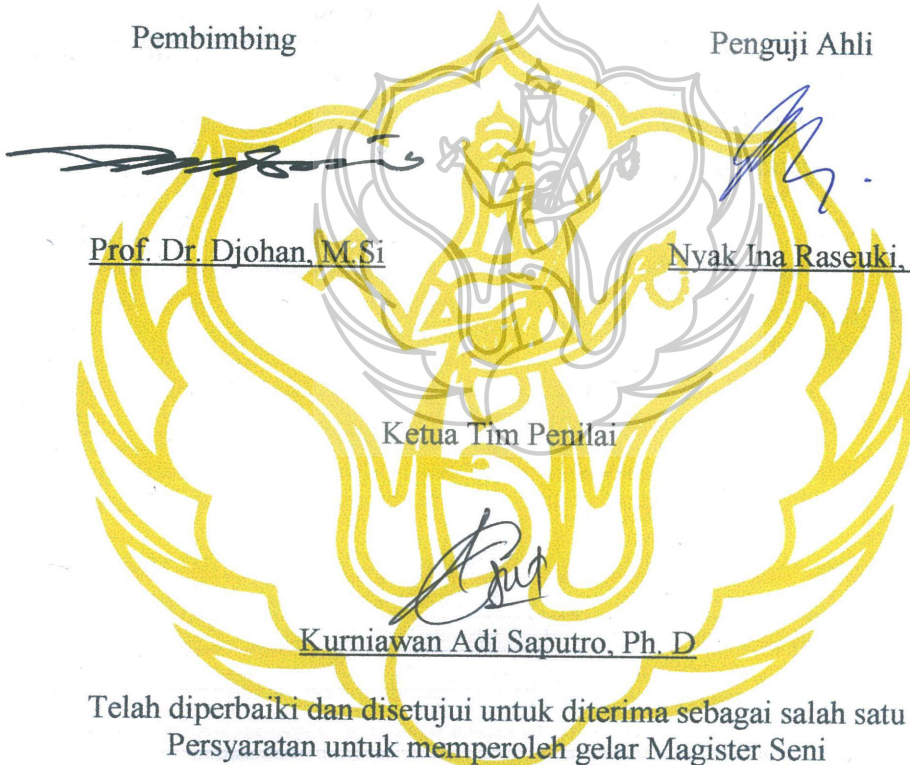 Pembimbing
Penguji Ahli
Prof. Dr. Djohan, M.Si
Nyak Ina Raseuki,
Ketua Tim Penilai
Kurniawan Adi Saputro, Ph. D
Telah diperbaiki dan disetujui untuk diterima sebagai salah satu
Persyaratan untuk memperoleh gelar Magister Seni